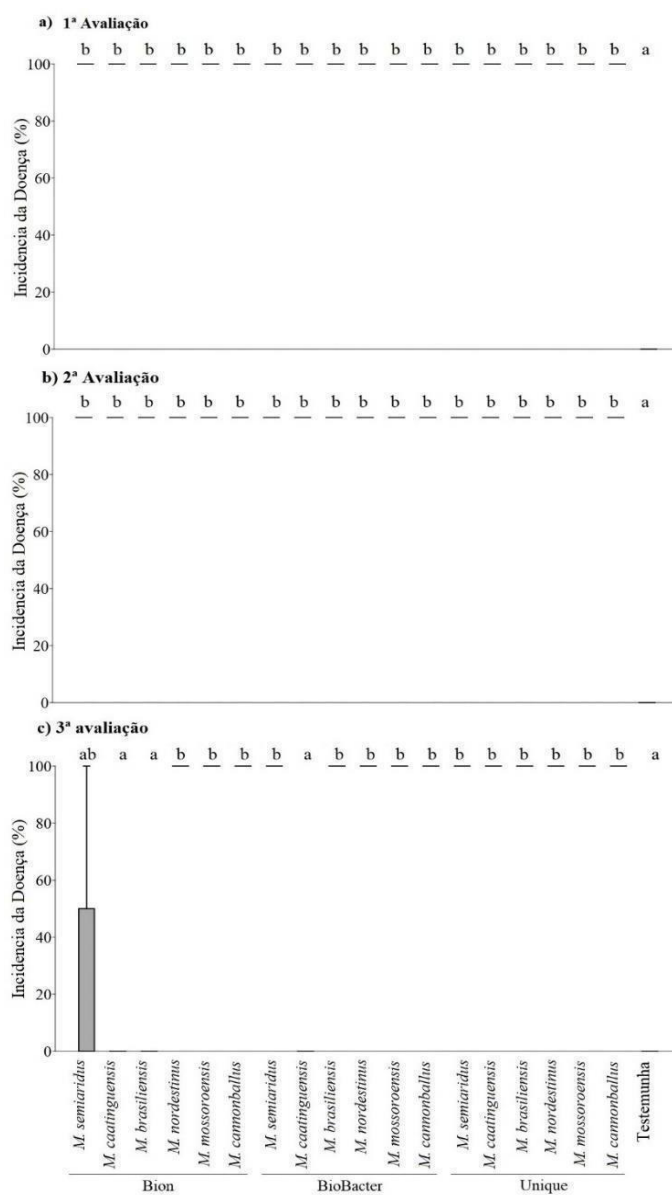 a) 1ª Avaliação
b b b b b b b b b b b b b b b b b b a
100
80
60
40
20
0
Incidencia da Doença (%)
b) 2ª Avaliação
b b b b b b b b b b b b b b b b b b a
100
80
60
40
20
0
Incidencia da Doença (%)
c) 3ª avaliação
ab a a b b b b a b b b b b b b b b b a
100
80
60
40
20
0
Incidencia da Doença (%)
M. semiaridus
M. caatinguensis
M. brasiliensis
M. nordestinus
M. mossoroensis
M. cannonballus
M. semiaridus
M. caatinguensis
M. brasiliensis
M. nordestinus
M. mossoroensis
M. cannonballus
M. semiaridus
M. caatinguensis
M. brasiliensis
M. nordestinus
M. mossoroensis
M. cannonballus
Testemunha
Bion BioBacter Unique